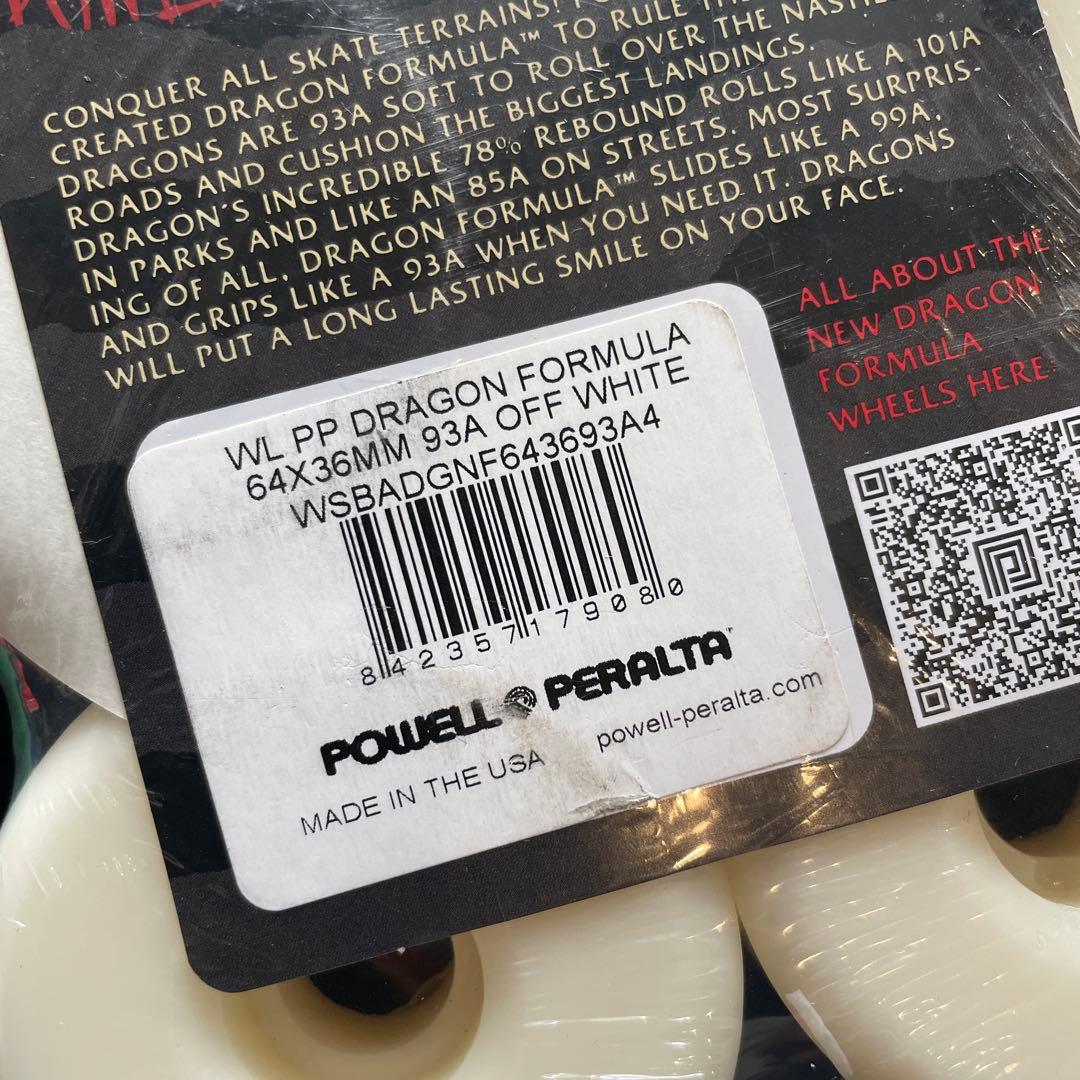 CONQUER ALL SKATE TERRAINS!
CREATED DRAGON FORMULA™ TO RULE THE
DRAGONS ARE 93A SOFT TO ROLL OVER THE
ROADS AND CUSHION THE BIGGEST LANDINGS.
DRAGON'S INCREDIBLE 78% REBOUND ROLLS LIKE A 101A
IN PARKS AND LIKE AN 85A ON STREETS. MOST SURPRIS-
ING OF ALL, DRAGON FORMULA™ SLIDES LIKE A 99A,
AND GRIPS LIKE A 93A WHEN YOU NEED IT. DRAGONS
WILL PUT A LONG LASTING SMILE ON YOUR FACE.
ALL ABOUT THE
NEW DRAGON
FORMULA
WHEELS HERE:
WL PP DRAGON FORMULA
64X36MM 93A OFF WHITE
WSBADGNF643693A4
8 42357 17908 0
POWELL PERALTA™
MADE IN THE USA powell-peralta.com